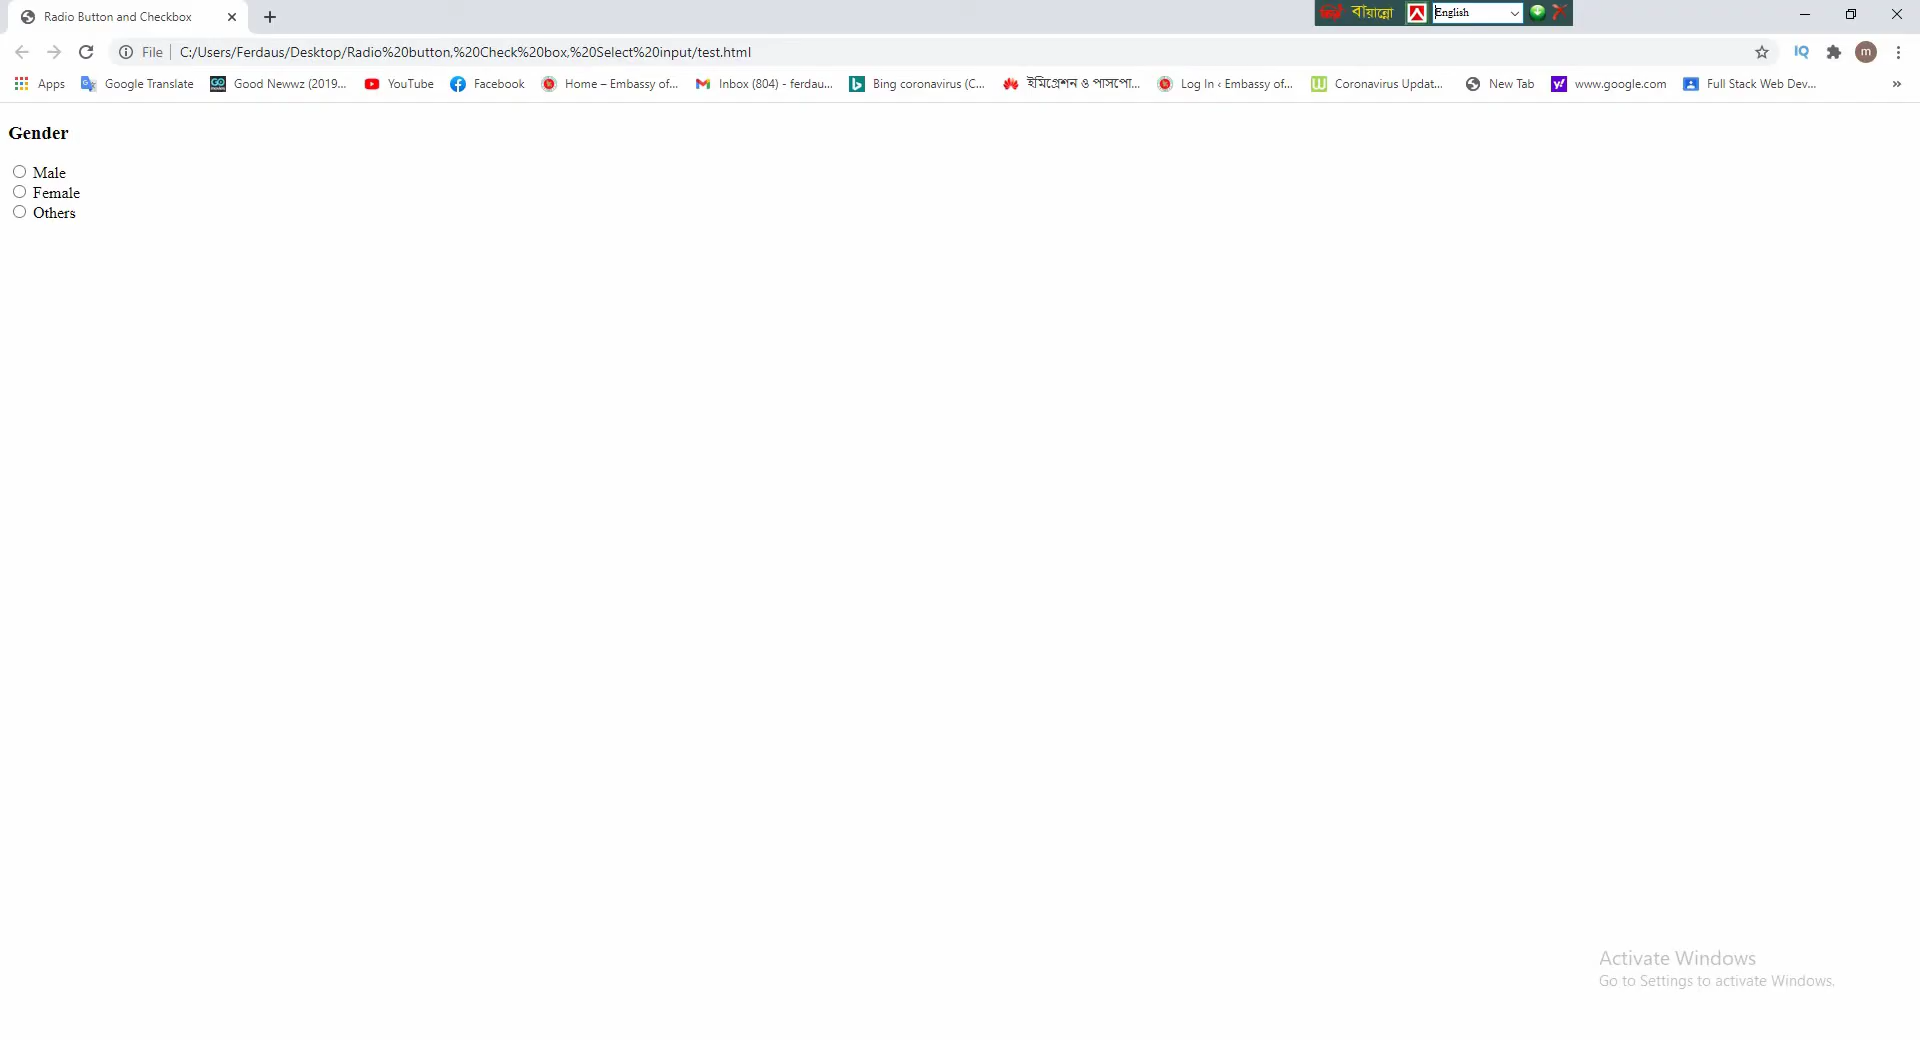 Radio Button and Checkbox
বায়ান্নো
English
File
C:/Users/Ferdaus/Desktop/Radio%20button,%20Check%20box,%20Select%20input/test.html
IQ
m
Apps
Google Translate
Good Newwz (2019...
YouTube
Facebook
Home – Embassy of...
Inbox (804) - ferdau...
Bing coronavirus (C...
ইমিগ্রেশন ও পাসপো...
Log In ‹ Embassy of...
Coronavirus Updat...
New Tab
www.google.com
Full Stack Web Dev...
Gender
Male
Female
Others
Activate Windows
Go to Settings to activate Windows.